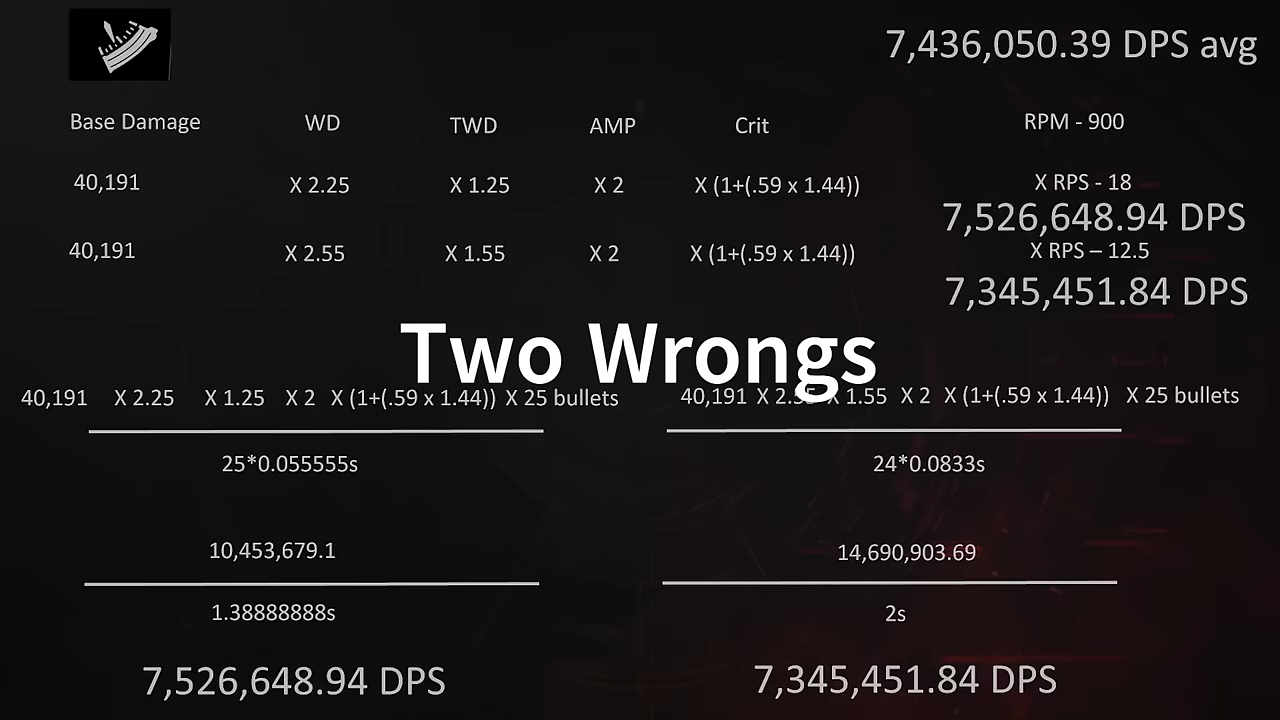 7,436,050.39 DPS avg
Base Damage WD TWD AMP Crit RPM - 900
40,191 X 2.25 X 1.25 X 2 X (1+(.59 x 1.44)) X RPS - 18
7,526,648.94 DPS
40,191 X 2.55 X 1.55 X 2 X (1+(.59 x 1.44)) X RPS – 12.5
7,345,451.84 DPS
Two Wrongs
40,191 X 2.25 X 1.25 X 2 X (1+(.59 x 1.44)) X 25 bullets
40,191 X 2.55 X 1.55 X 2 X (1+(.59 x 1.44)) X 25 bullets
25*0.055555s
24*0.0833s
10,453,679.1
14,690,903.69
1.38888888s
2s
7,526,648.94 DPS
7,345,451.84 DPS